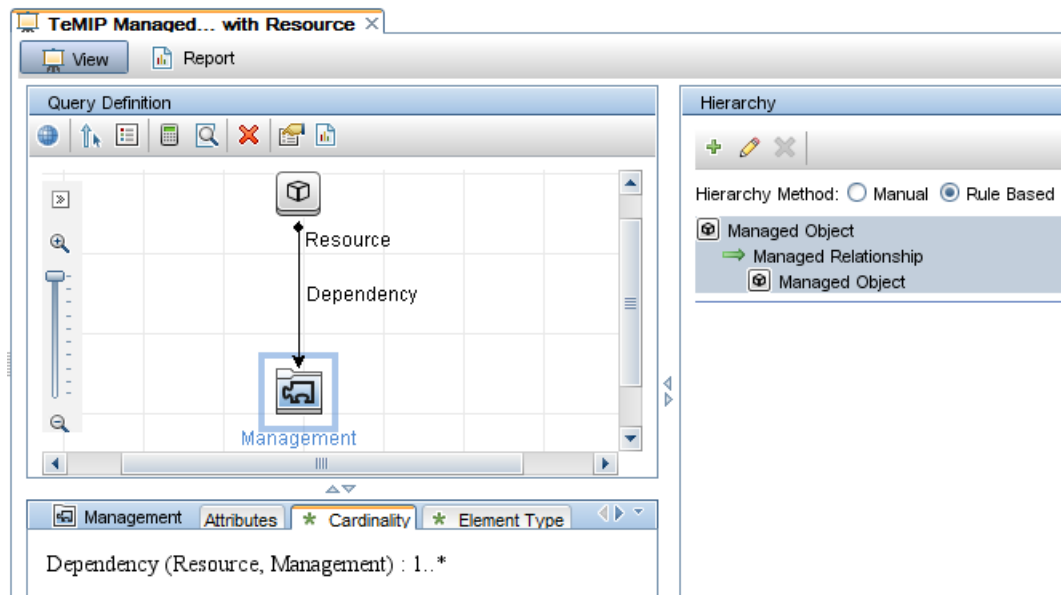 TeMIP Managed... with Resource
View Report
Query Definition
Resource
Dependency
Management
Management Attributes * Cardinality * Element Type
Dependency (Resource, Management) : 1..*
Hierarchy
Hierarchy Method: Manual Rule Based
Managed Object
Managed Relationship
Managed Object